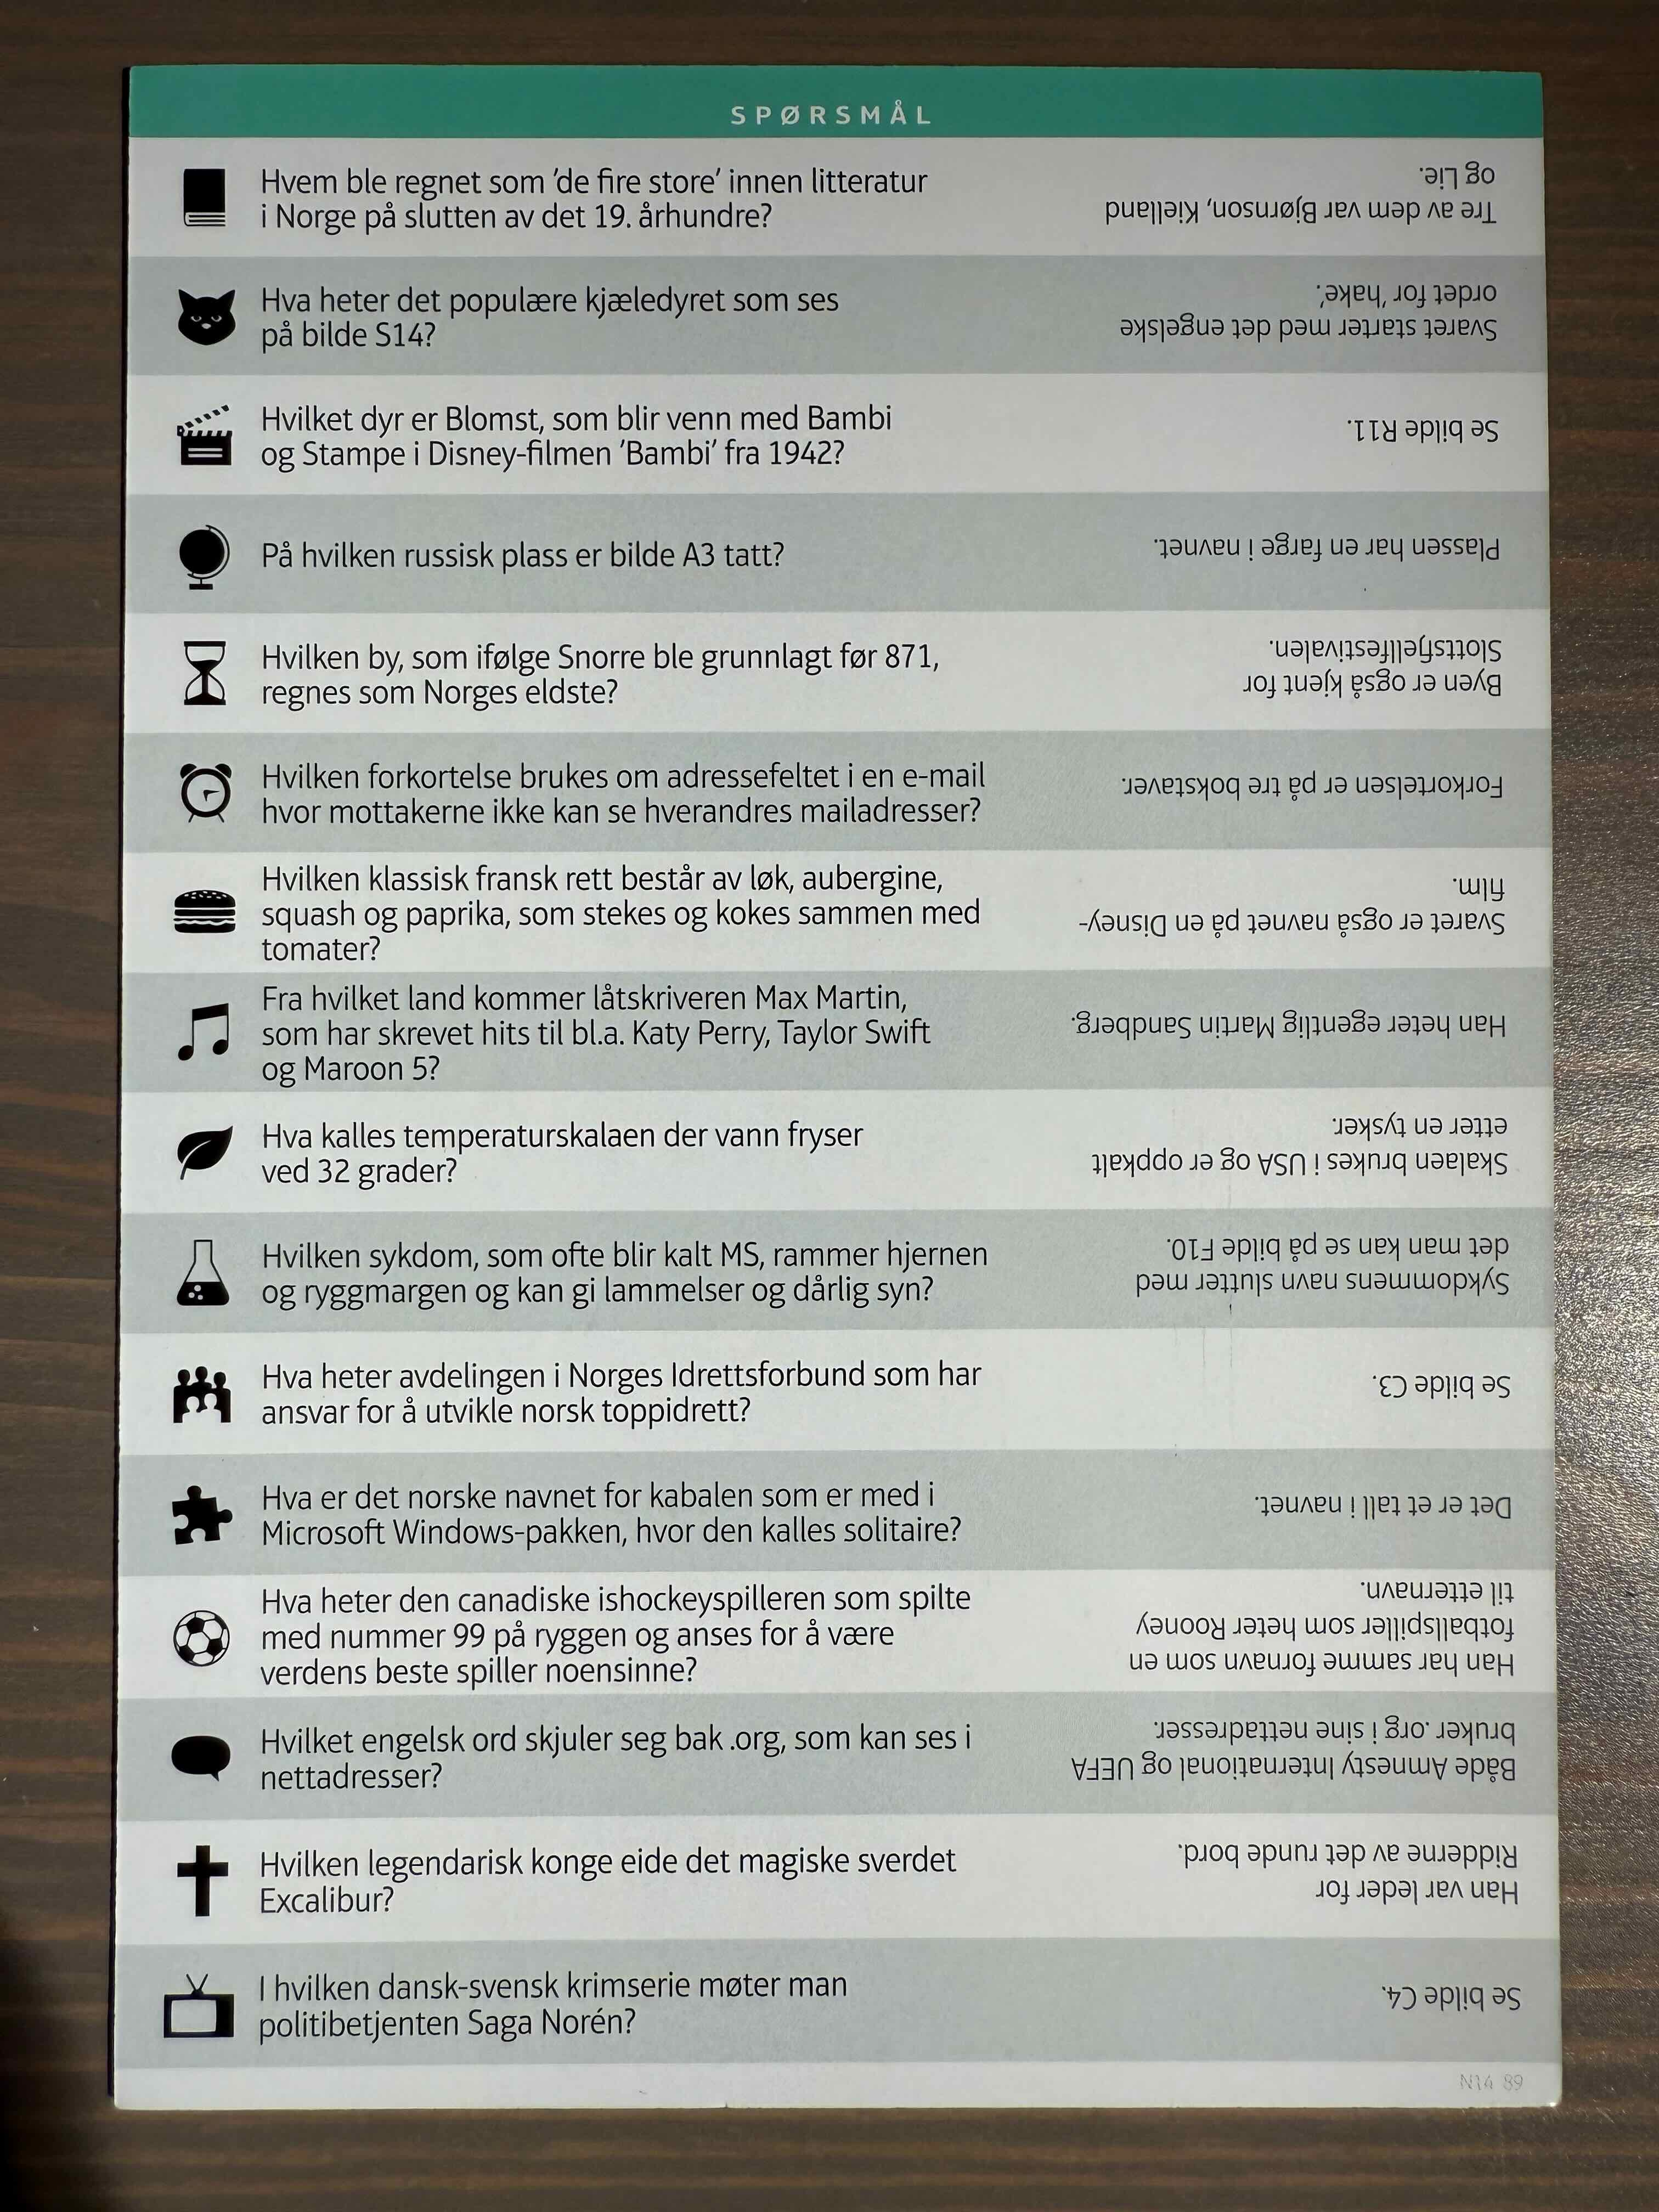 SPØRSMÅL
Hvem ble regnet som 'de fire store' innen litteratur
i Norge på slutten av det 19. århundre?
Tre av dem var Bjørnson, Kielland
og Lie.
Hva heter det populære kjæledyret som ses
på bilde S14?
Svaret starter med det engelske
ordet for 'hake'.
Hvilket dyr er Blomst, som blir venn med Bambi
og Stampe i Disney-filmen 'Bambi' fra 1942?
Se bilde R11.
På hvilken russisk plass er bilde A3 tatt?
Plassen har en farge i navnet.
Hvilken by, som ifølge Snorre ble grunnlagt før 871,
regnes som Norges eldste?
Byen er også kjent for
Slottsfjellfestivalen.
Hvilken forkortelse brukes om adressefeltet i en e-mail
hvor mottakerne ikke kan se hverandres mailadresser?
Forkortelsen er på tre bokstaver.
Hvilken klassisk fransk rett består av løk, aubergine,
squash og paprika, som stekes og kokes sammen med
tomater?
Svaret er også navnet på en Disney-
film.
Fra hvilket land kommer låtskriveren Max Martin,
som har skrevet hits til bl.a. Katy Perry, Taylor Swift
og Maroon 5?
Han heter egentlig Martin Sandberg.
Hva kalles temperaturskalaen der vann fryser
ved 32 grader?
Skalaen brukes i USA og er oppkalt
etter en tysker.
Hvilken sykdom, som ofte blir kalt MS, rammer hjernen
og ryggmargen og kan gi lammelser og dårlig syn?
Sykdommens navn slutter med
det man kan se på bilde F10.
Hva heter avdelingen i Norges Idrettsforbund som har
ansvar for å utvikle norsk toppidrett?
Se bilde C3.
Hva er det norske navnet for kabalen som er med i
Microsoft Windows-pakken, hvor den kalles solitaire?
Det er et tall i navnet.
Hva heter den canadiske ishockeyspilleren som spilte
med nummer 99 på ryggen og anses for å være
verdens beste spiller noensinne?
Han har samme fornavn som en
fotballspiller som heter Rooney
til etternavn.
Hvilket engelsk ord skjuler seg bak .org, som kan ses i
nettadresser?
Både Amnesty International og UEFA
bruker .org i sine nettadresser.
Hvilken legendarisk konge eide det magiske sverdet
Excalibur?
Han var leder for
Ridderne av det runde bord.
I hvilken dansk-svensk krimserie møter man
politibetjenten Saga Norén?
Se bilde C4.
N14 89